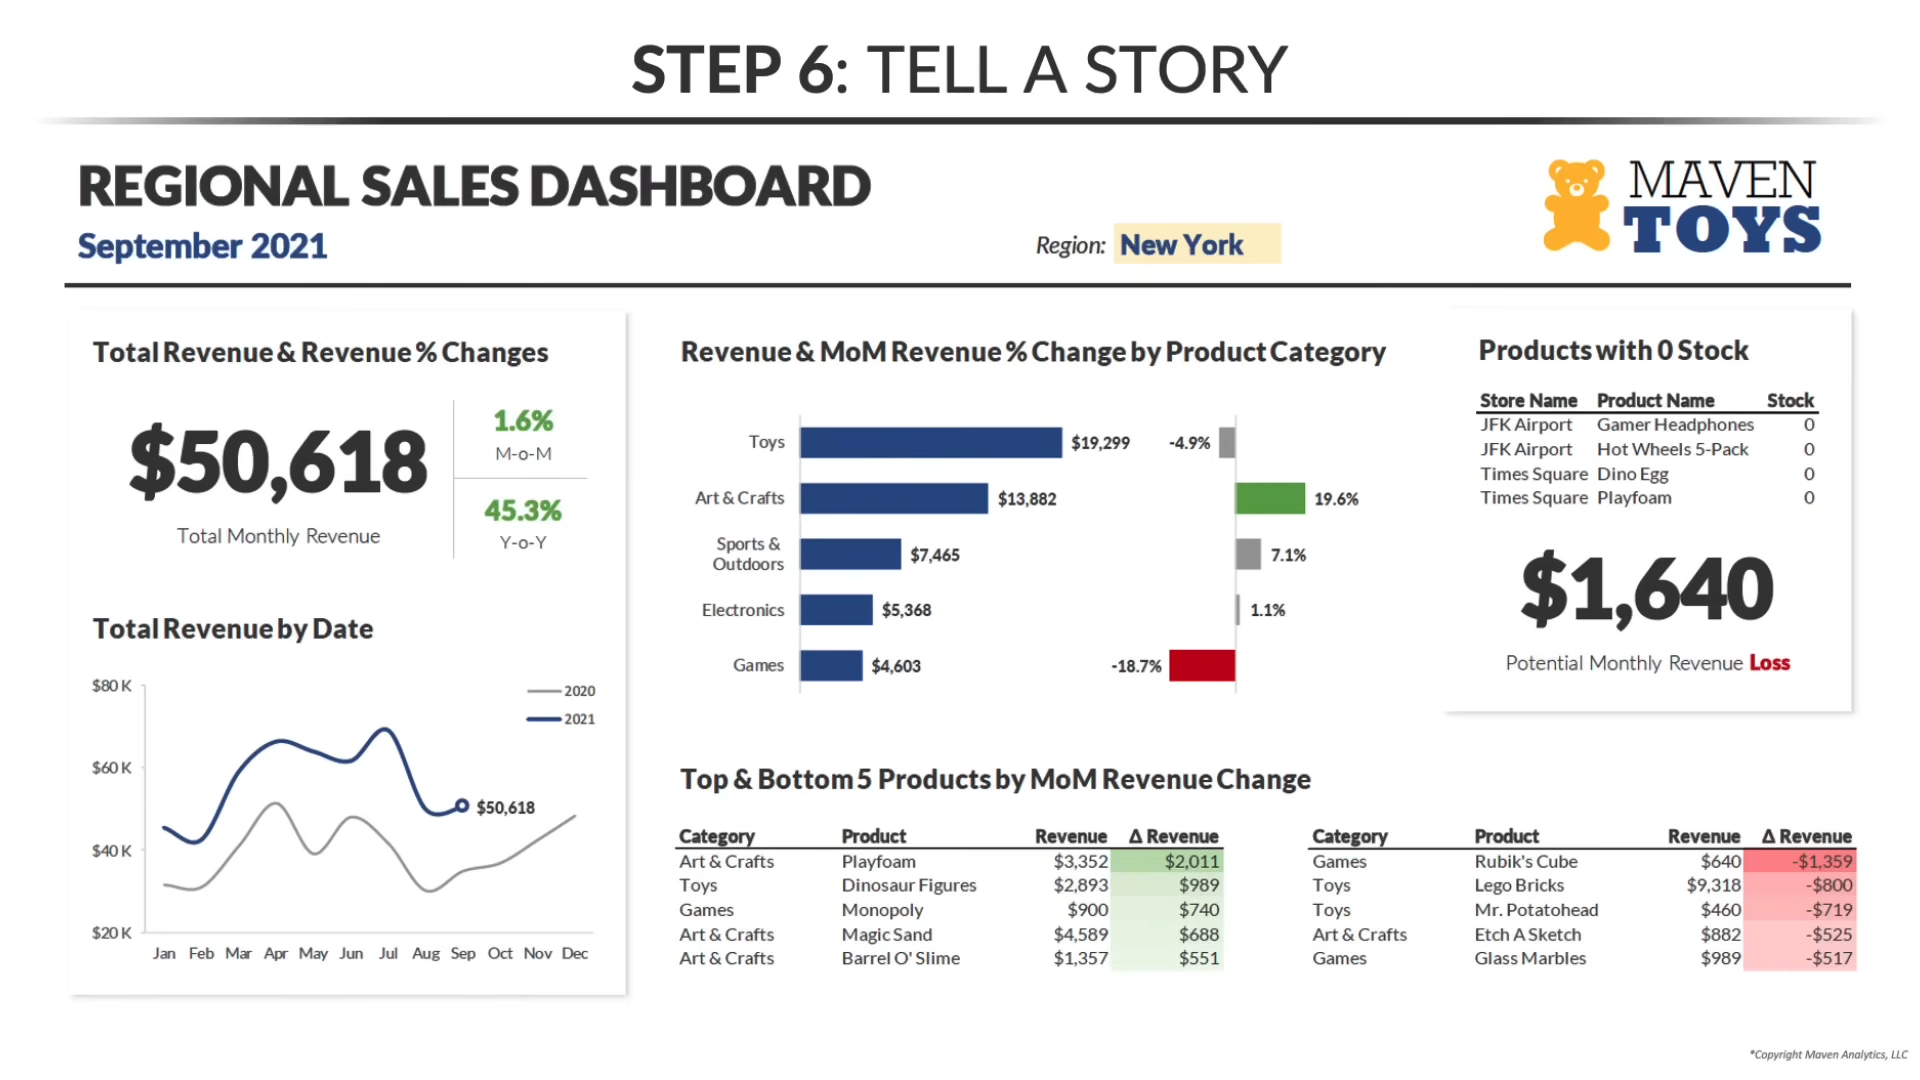 STEP 6: TELL A STORY
REGIONAL SALES DASHBOARD
September 2021
Region: New York
MAVEN
TOYS
Total Revenue & Revenue % Changes
$50,618
Total Monthly Revenue
1.6%
M-o-M
45.3%
Y-o-Y
Total Revenue by Date
$80 K
$60 K
$40 K
$20 K
2020
2021
$50,618
Jan Feb Mar Apr May Jun Jul Aug Sep Oct Nov Dec
Revenue & MoM Revenue % Change by Product Category
Toys $19,299 -4.9%
Art & Crafts $13,882 19.6%
Sports &
Outdoors $7,465 7.1%
Electronics $5,368 1.1%
Games $4,603 -18.7%
Products with 0 Stock
Store Name Product Name Stock
JFK Airport Gamer Headphones 0
JFK Airport Hot Wheels 5-Pack 0
Times Square Dino Egg 0
Times Square Playfoam 0
$1,640
Potential Monthly Revenue Loss
Top & Bottom 5 Products by MoM Revenue Change
Category Product Revenue Δ Revenue
Art & Crafts Playfoam $3,352 $2,011
Toys Dinosaur Figures $2,893 $989
Games Monopoly $900 $740
Art & Crafts Magic Sand $4,589 $688
Art & Crafts Barrel O' Slime $1,357 $551
Category Product Revenue Δ Revenue
Games Rubik's Cube $640 -$1,359
Toys Lego Bricks $9,318 -$800
Toys Mr. Potatohead $460 -$719
Art & Crafts Etch A Sketch $882 -$525
Games Glass Marbles $989 -$517
*Copyright Maven Analytics, LLC